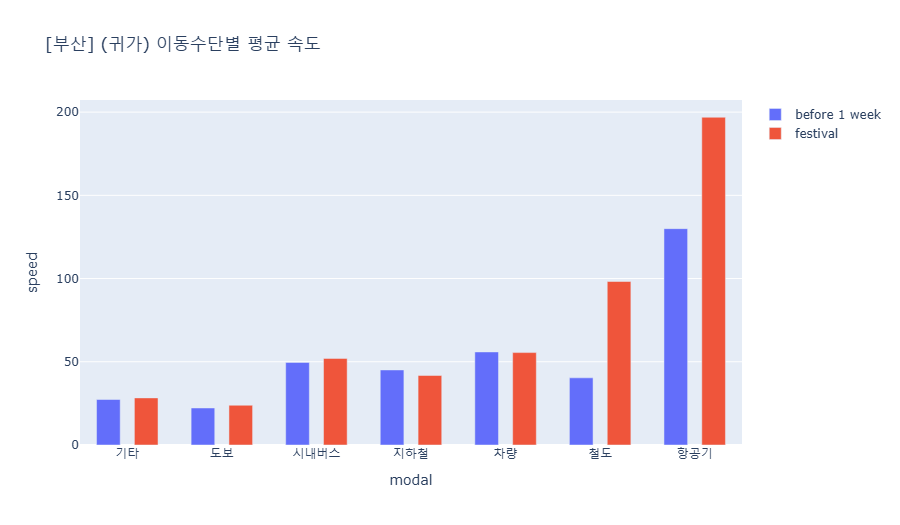 [부산] (귀가) 이동수단별 평균 속도
before 1 week
festival
200
150
100
50
0
speed
기타 도보 시내버스 지하철 차량 철도 항공기
modal